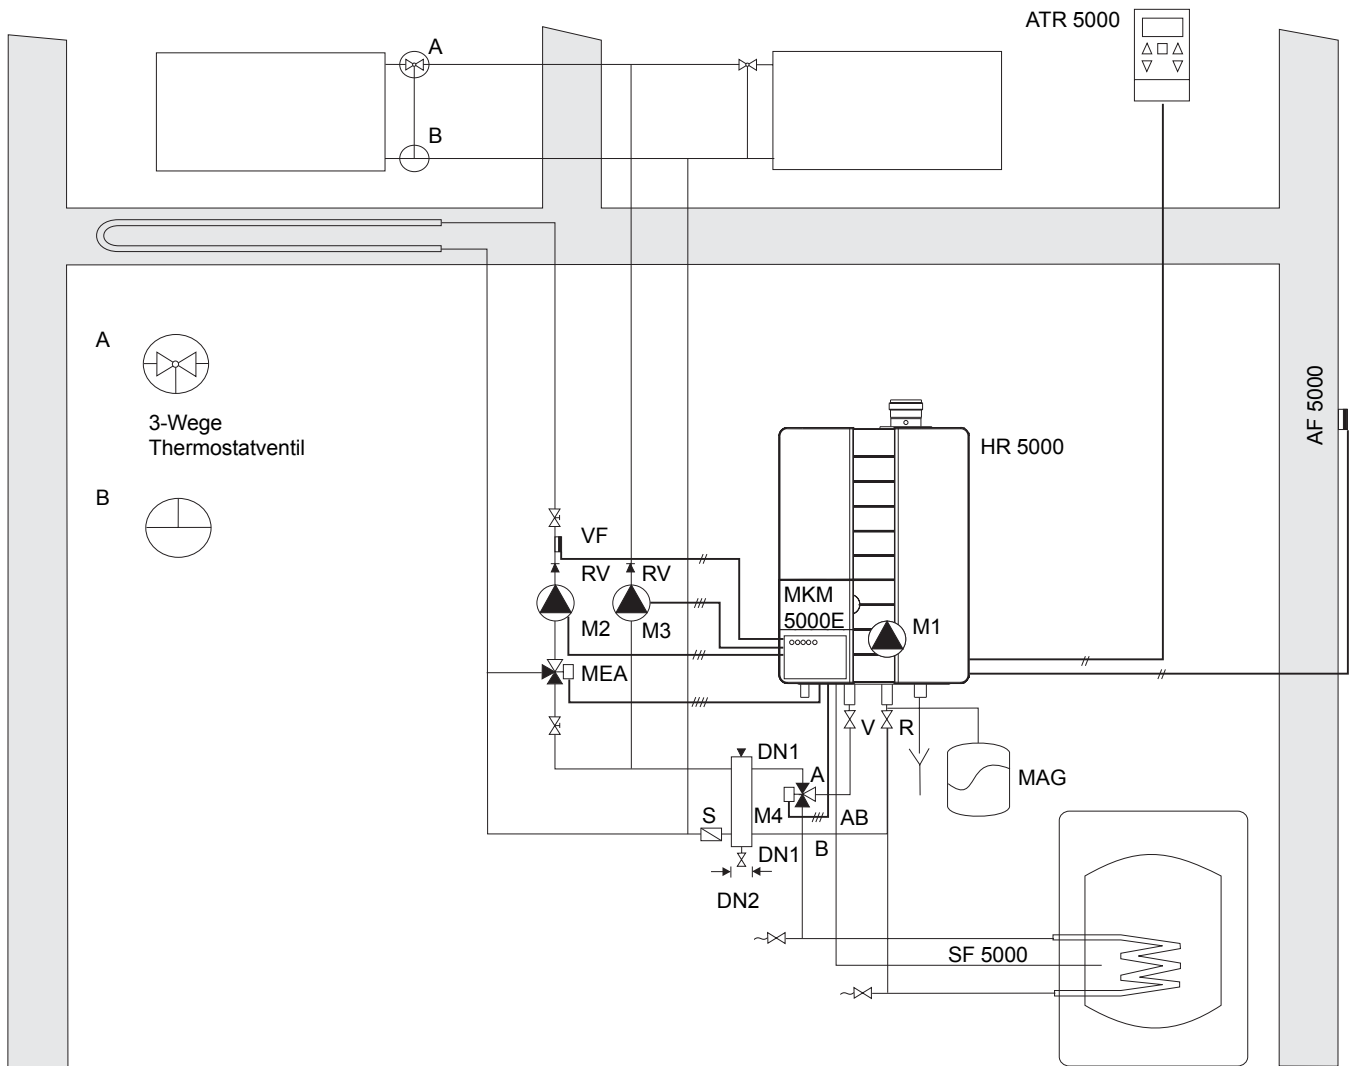 ATR 5000
A
B
A
3-Wege
Thermostatventil
B
AF 5000
HR 5000
VF
RV
RV
MKM
5000E
M1
M2
M3
MEA
V
R
DN1
A
MAG
S
M4
AB
B
DN1
DN2
SF 5000